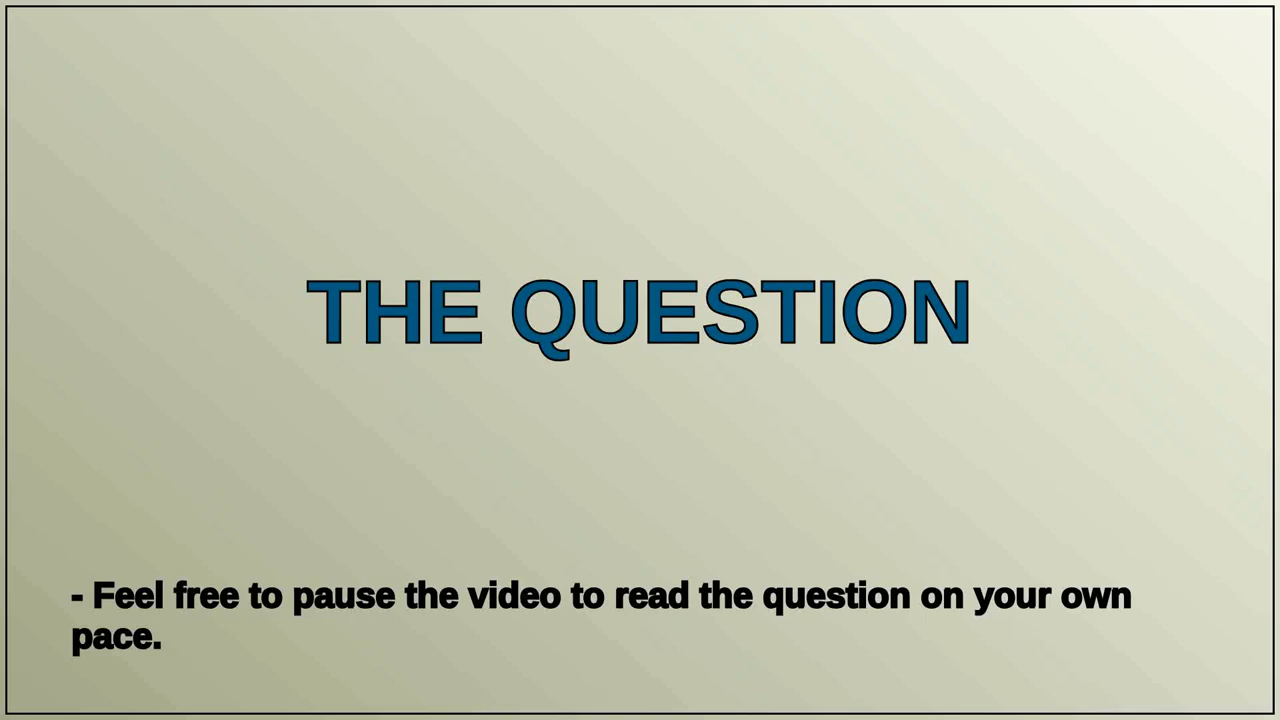 THE QUESTION
- Feel free to pause the video to read the question on your own
pace.